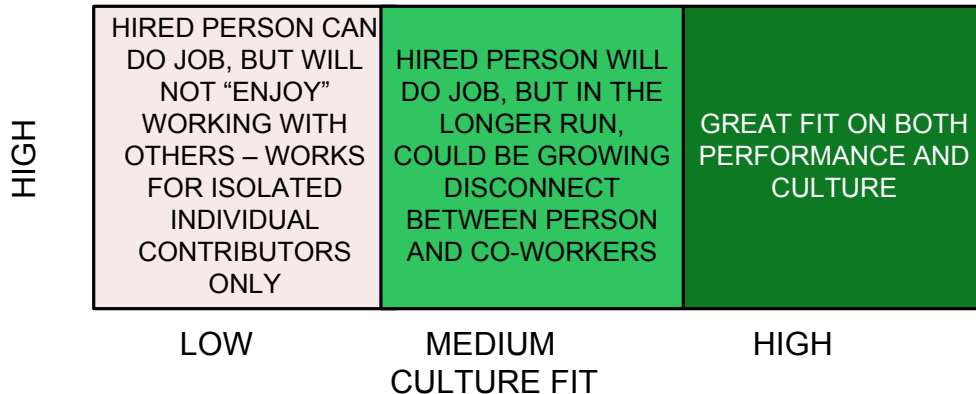 HIGH
HIRED PERSON CAN
DO JOB, BUT WILL
NOT “ENJOY”
WORKING WITH
OTHERS – WORKS
FOR ISOLATED
INDIVIDUAL
CONTRIBUTORS
ONLY
HIRED PERSON WILL
DO JOB, BUT IN THE
LONGER RUN,
COULD BE GROWING
DISCONNECT
BETWEEN PERSON
AND CO-WORKERS
GREAT FIT ON BOTH
PERFORMANCE AND
CULTURE
LOW
MEDIUM
HIGH
CULTURE FIT